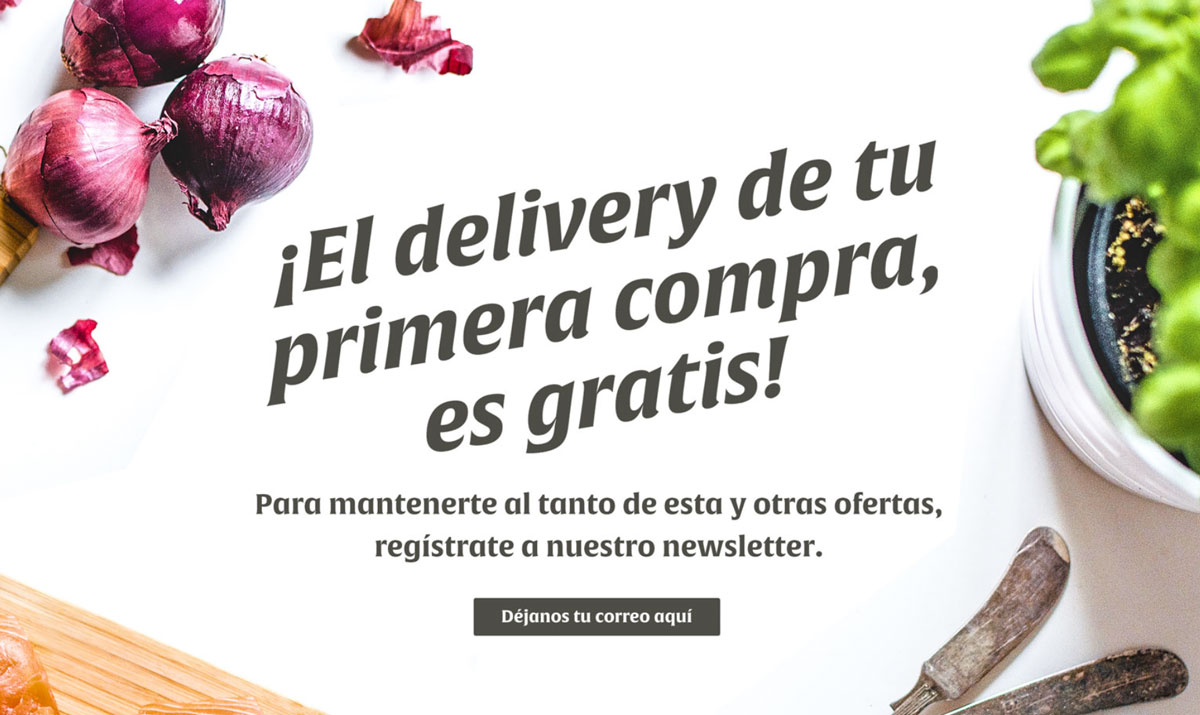 ¡El delivery de tu
primera compra,
es gratis!
Para mantenerte al tanto de esta y otras ofertas,
regístrate a nuestro newsletter.
Déjanos tu correo aquí